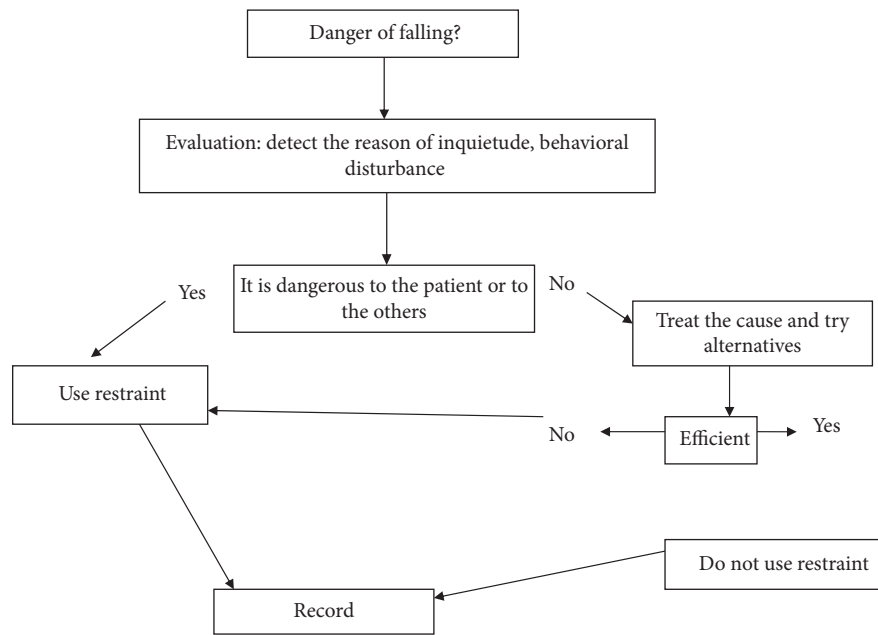 Danger of falling?
Evaluation: detect the reason of inquietude, behavioral
disturbance
It is dangerous to the patient or to
the others
Yes
No
Treat the cause and try
alternatives
Use restraint
No
Efficient
Yes
Do not use restraint
Record